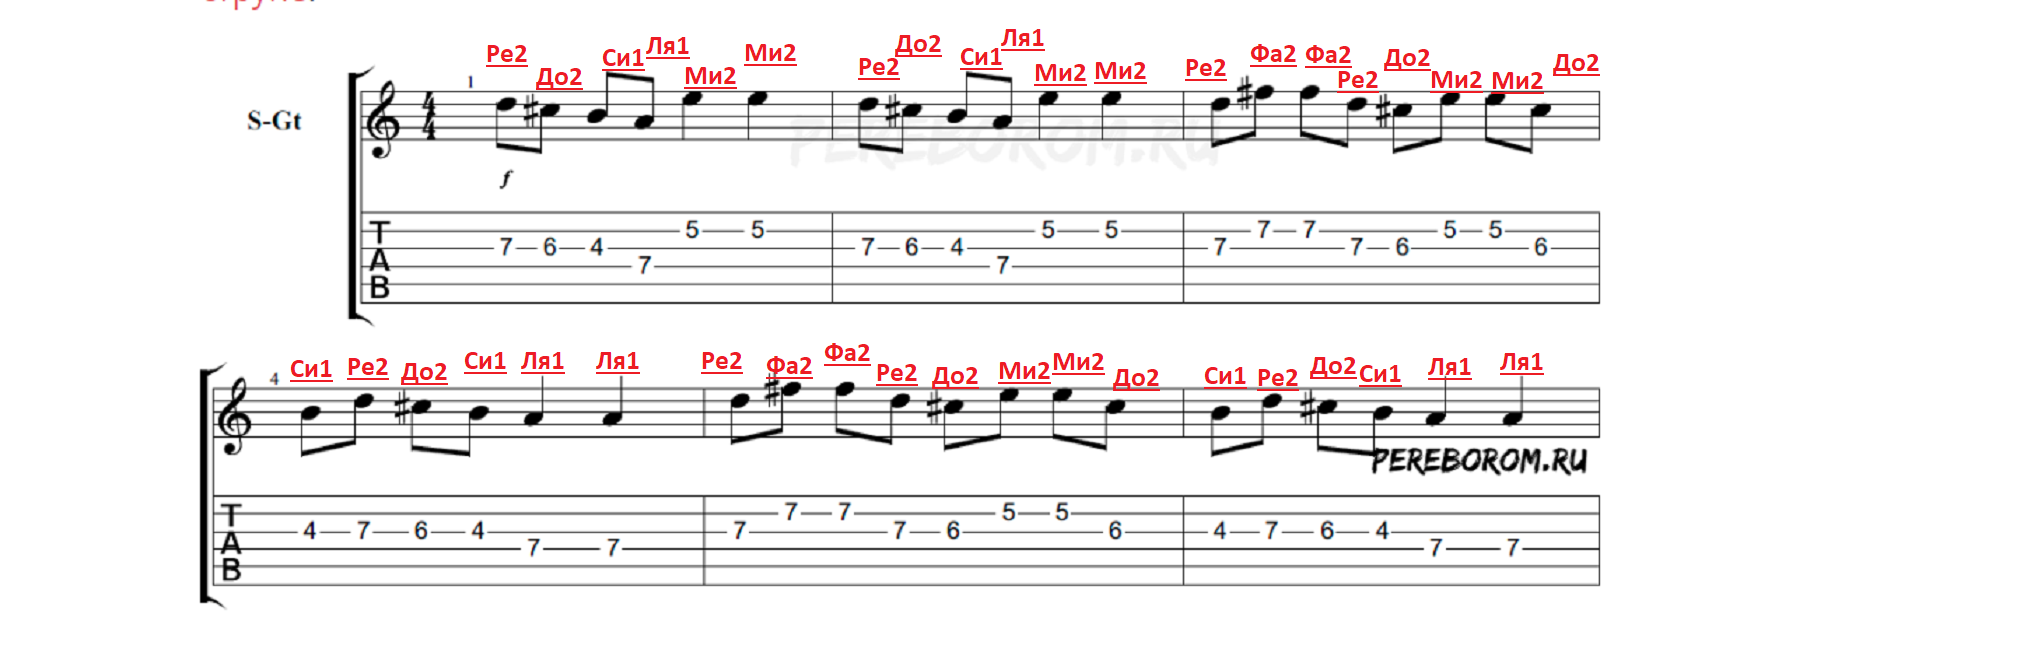 Ре2 До2 Си1 Ля1 Ми2 Ми2 Ре2 До2 Си1 Ля1 Ми2 Ми2 Ре2 Фа2 Фа2 Ре2 До2 Ми2 Ми2 До2
1
S-Gt
4
4
PEREBOROM.RU
f
T
A
B
7 6 4 7 5 5 7 6 4 7 5 5 7 7 7 7 6 5 5 6
Си1 Ре2 До2 Си1 Ля1 Ля1 Ре2 Фа2 Фа2 Ре2 До2 Ми2 Ми2 До2 Си1 Ре2 До2 Си1 Ля1 Ля1
4
PEREBOROM.RU
T
A
B
4 7 6 4 7 7 7 7 7 7 6 5 5 6 4 7 6 4 7 7